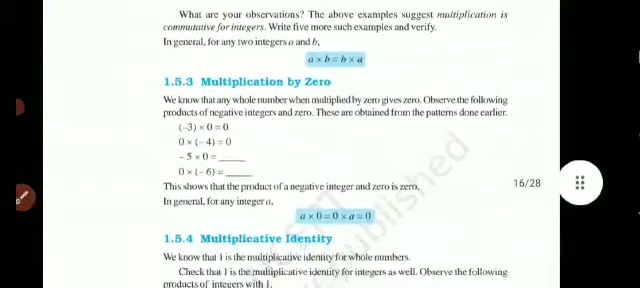 What are your observations? The above examples suggest multiplication is
commutative for integers. Write five more such examples and verify.
In general, for any two integers a and b,
a × b = b × a
1.5.3 Multiplication by Zero
We know that any whole number when multiplied by zero gives zero. Observe the following
products of negative integers and zero. These are obtained from the patterns done earlier.
(–3) × 0 = 0
0 × (– 4) = 0
– 5 × 0 = _____
0 × (– 6) = _____
This shows that the product of a negative integer and zero is zero.
In general, for any integer a,
a × 0 = 0 × a = 0
16/28
1.5.4 Multiplicative Identity
We know that 1 is the multiplicative identity for whole numbers.
Check that 1 is the multiplicative identity for integers as well. Observe the following
products of integers with 1.